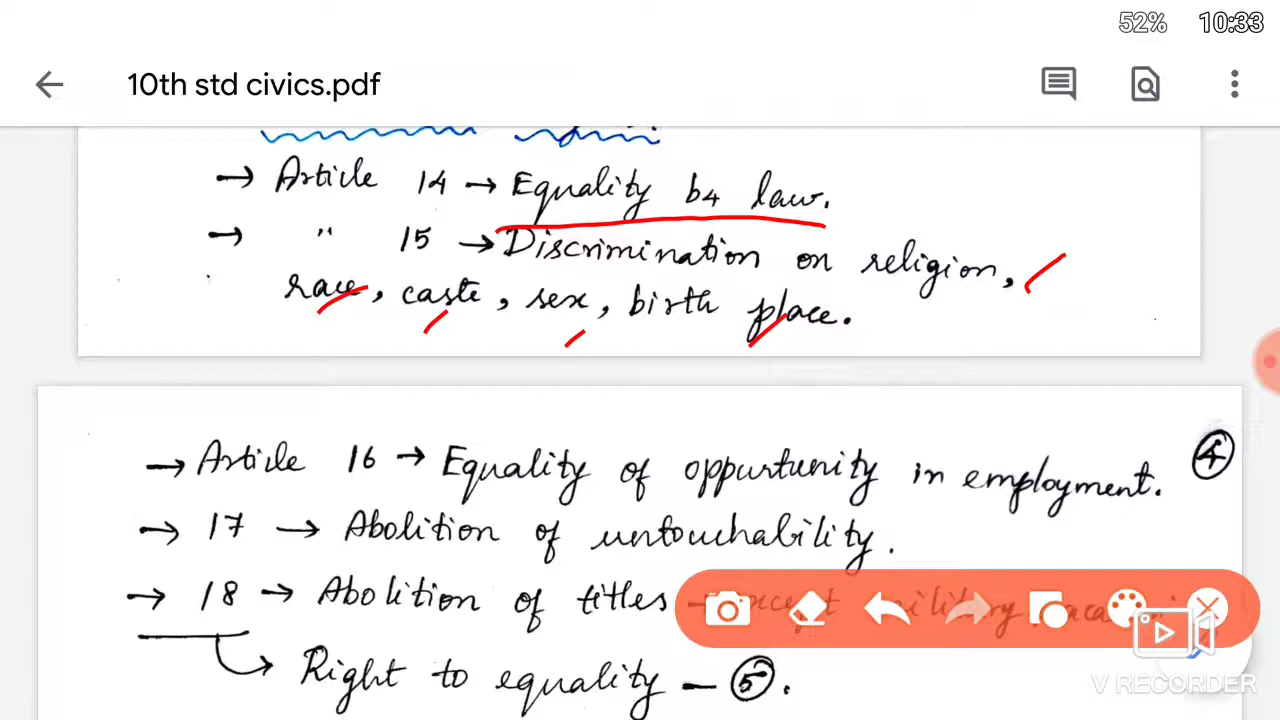 52% 10:33
10th std civics.pdf
→ Article 14 → Equality b4 law.
→ " 15 → Discrimination on religion,
race, caste, sex, birth place.
→ Article 16 → Equality of oppurtunity in employment. 4
→ 17 → Abolition of untouchability.
→ 18 → Abolition of titles → except military,
Right to equality – 5.
V RECORDER